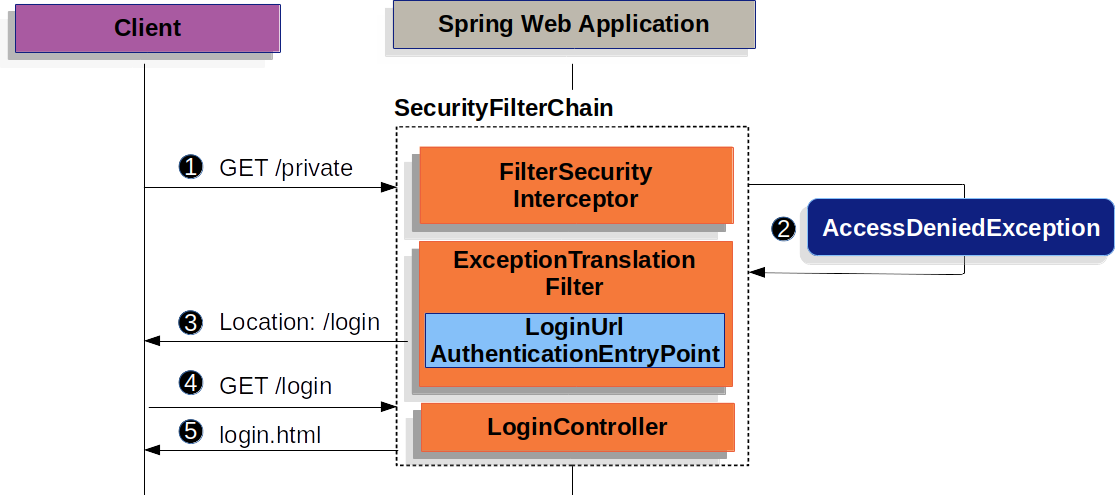 Client
Spring Web Application
SecurityFilterChain
1 GET /private
FilterSecurity
Interceptor
2 AccessDeniedException
ExceptionTranslation
Filter
3 Location: /login
LoginUrl
AuthenticationEntryPoint
4 GET /login
LoginController
5 login.html